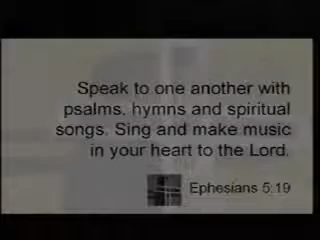 Speak to one another with
psalms, hymns and spiritual
songs. Sing and make music
in your heart to the Lord.
Ephesians 5:19